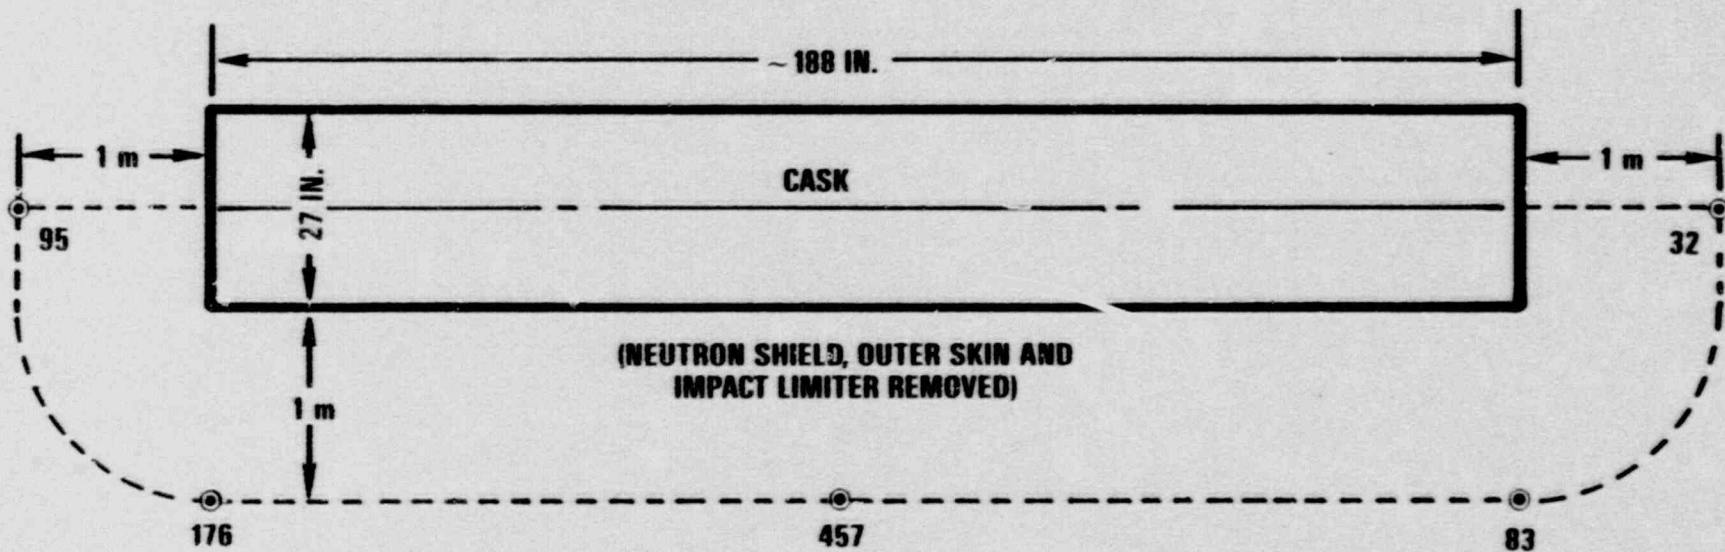 ~188 IN.
1 m
1 m
27 IN.
CASK
95
32
(NEUTRON SHIELD, OUTER SKIN AND
IMPACT LIMITER REMOVED)
1 m
176
457
83